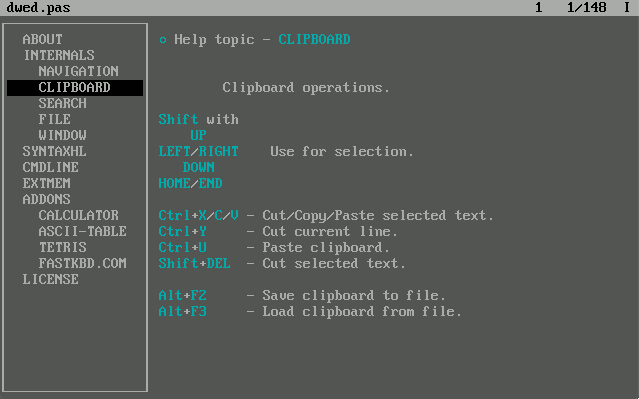 dwed.pas 1 1/148 I
ABOUT
INTERNALS
NAVIGATION
CLIPBOARD
SEARCH
FILE
WINDOW
SYNTAXHL
CMDLINE
EXTMEM
ADDONS
CALCULATOR
ASCII-TABLE
TETRIS
FASTKBD.COM
LICENSE
Help topic - CLIPBOARD
Clipboard operations.
Shift with
UP
LEFT/RIGHT Use for selection.
DOWN
HOME/END
Ctrl+X/C/V - Cut/Copy/Paste selected text.
Ctrl+Y - Cut current line.
Ctrl+U - Paste clipboard.
Shift+DEL - Cut selected text.
Alt+F2 - Save clipboard to file.
Alt+F3 - Load clipboard from file.